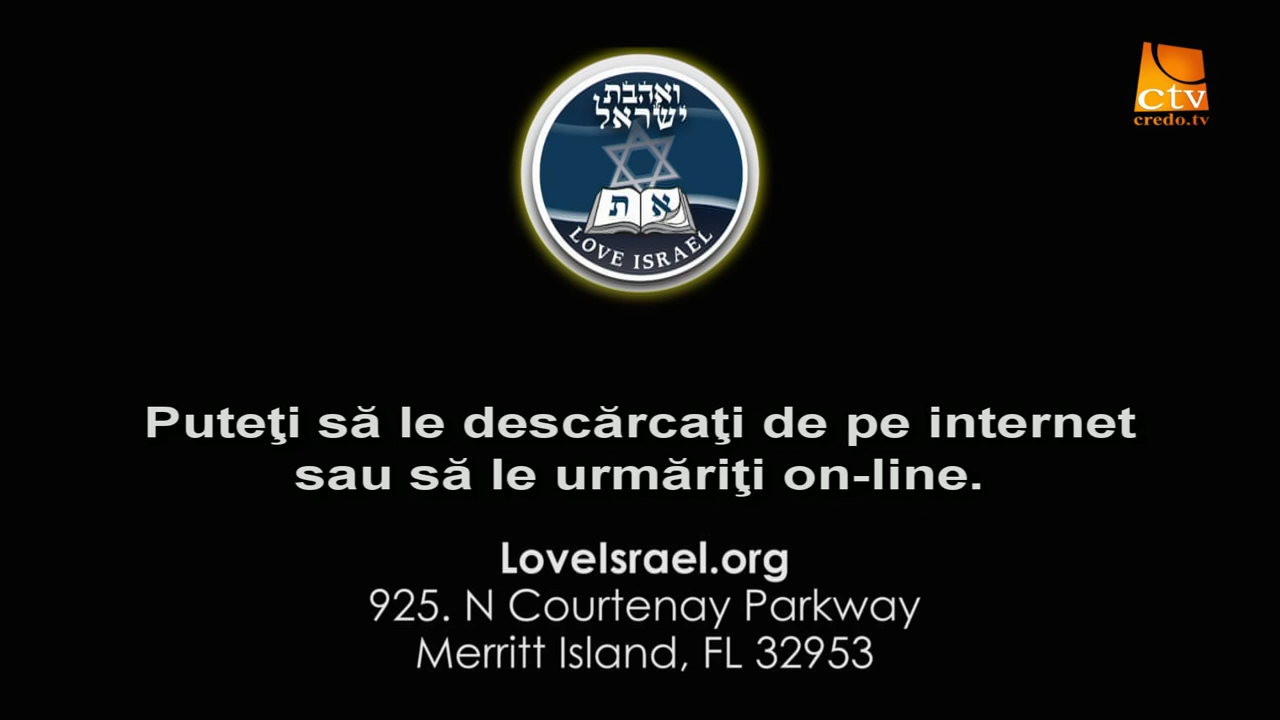 ואהבת
ישראל
ת א
LOVE ISRAEL
ctv
credo.tv
Puteţi să le descărcaţi de pe internet
sau să le urmăriţi on-line.
LoveIsrael.org
925. N Courtenay Parkway
Merritt Island, FL 32953